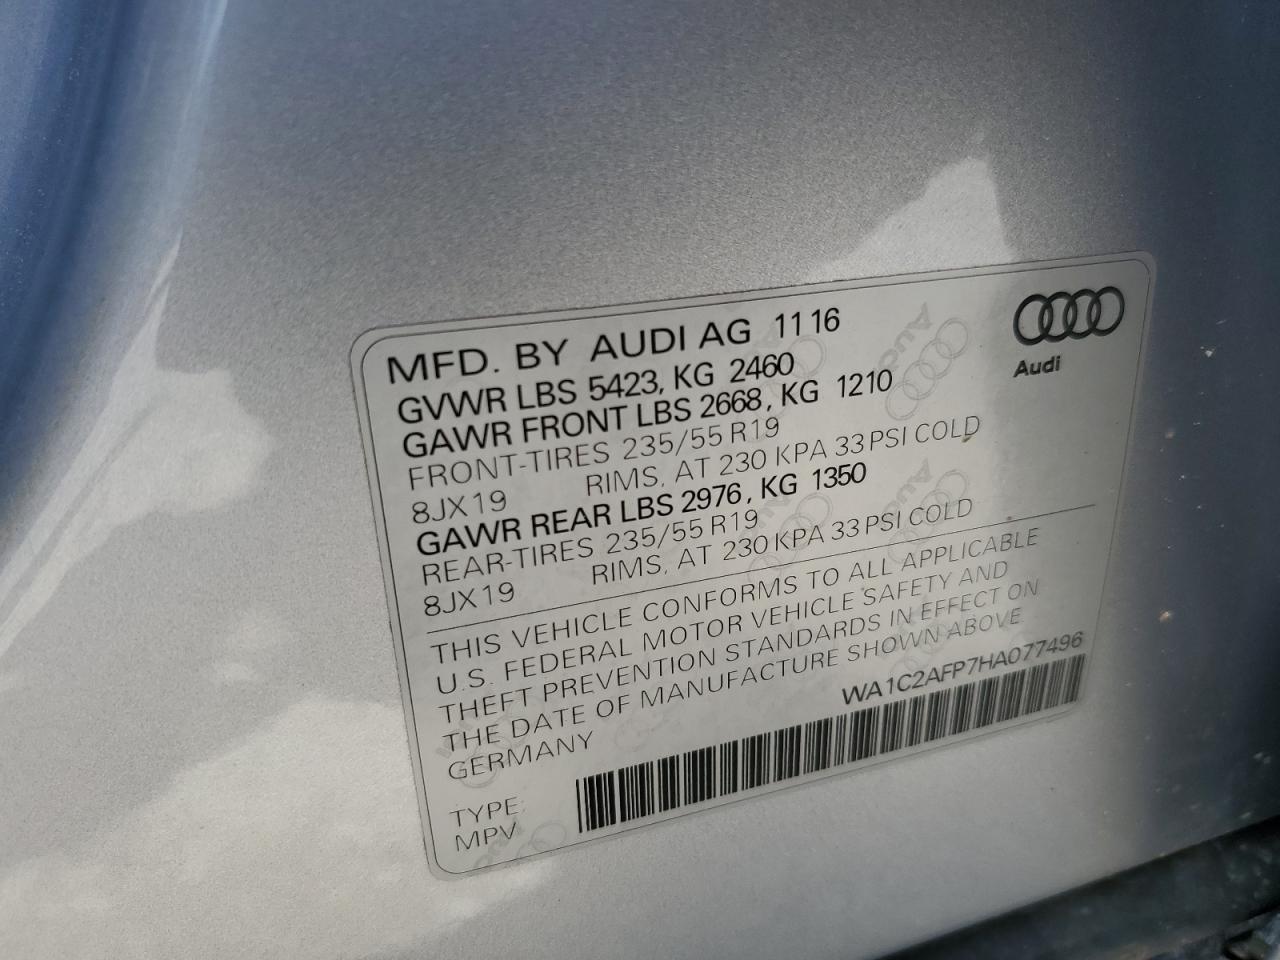 MFD. BY AUDI AG 11 16
Audi
GVWR LBS 5423, KG 2460
GAWR FRONT LBS 2668, KG 1210
FRONT-TIRES 235/55 R19
8JX19 RIMS, AT 230 KPA 33 PSI COLD
GAWR REAR LBS 2976, KG 1350
REAR-TIRES 235/55 R19
8JX19 RIMS, AT 230 KPA 33 PSI COLD
THIS VEHICLE CONFORMS TO ALL APPLICABLE
U.S. FEDERAL MOTOR VEHICLE SAFETY AND
THEFT PREVENTION STANDARDS IN EFFECT ON
THE DATE OF MANUFACTURE SHOWN ABOVE
GERMANY
WA1C2AFP7HA077496
TYPE:
MPV